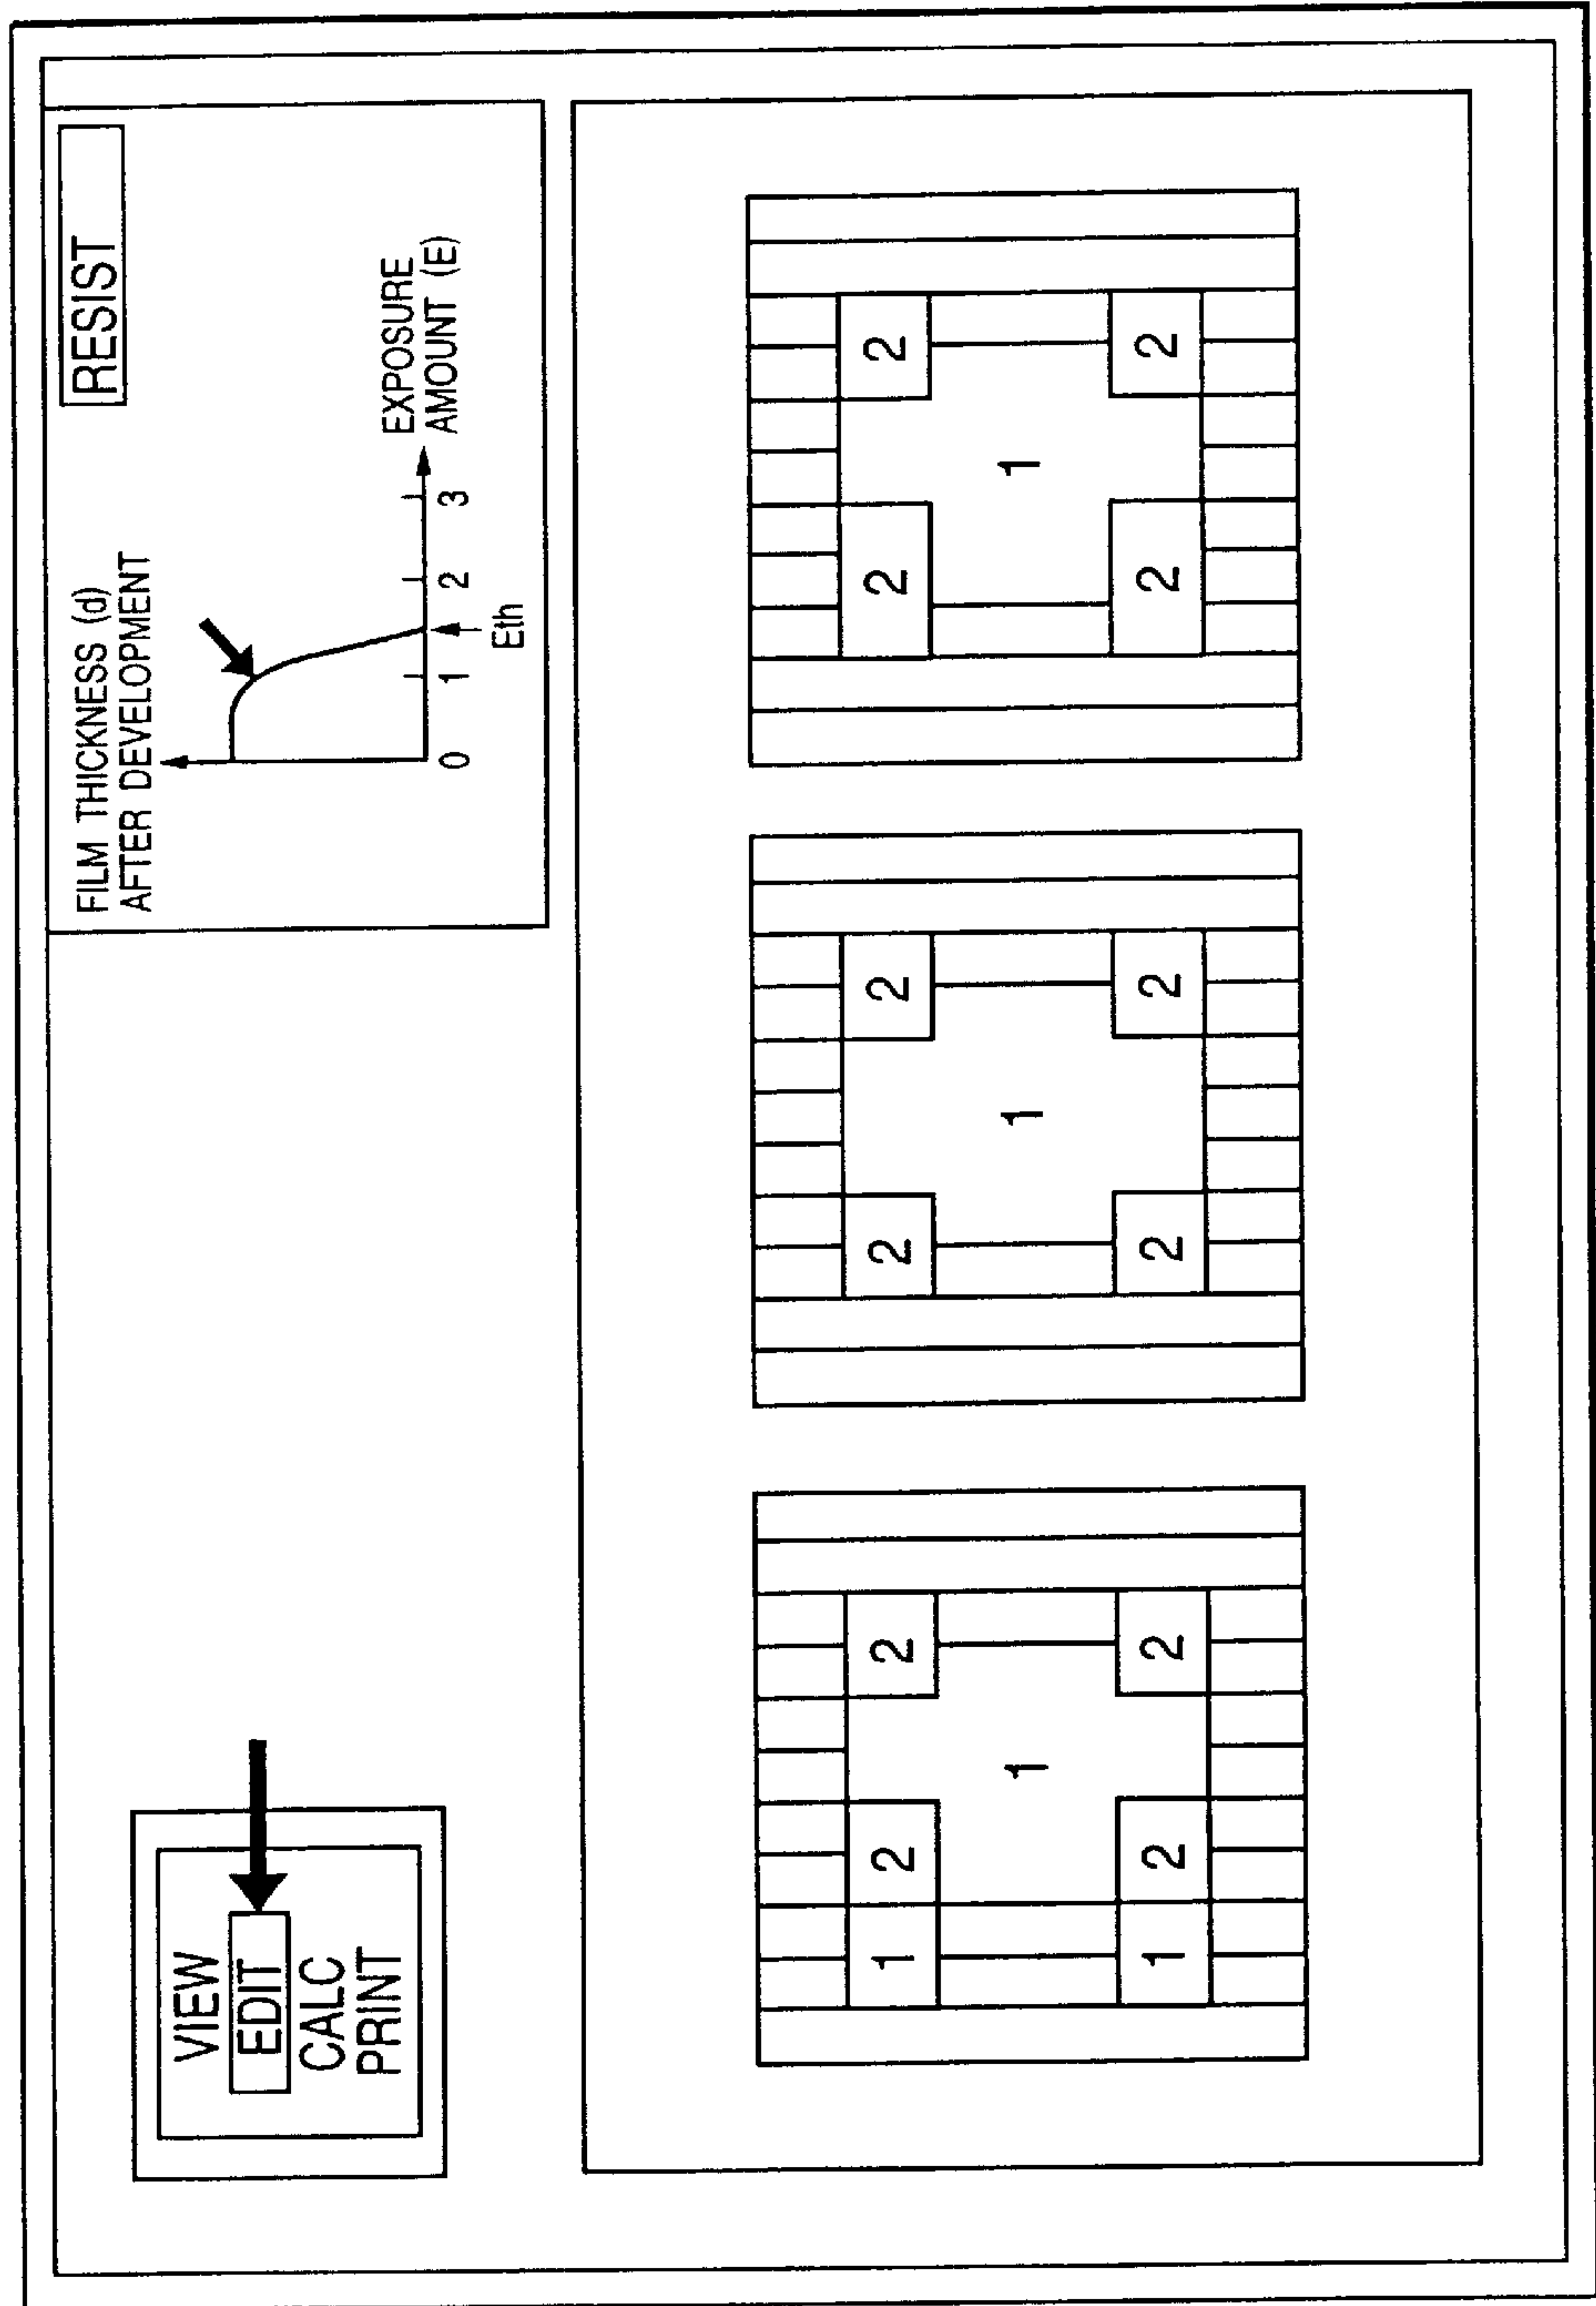 VIEW
EDIT
CALC
PRINT
RESIST
FILM THICKNESS (d)
AFTER DEVELOPMENT
EXPOSURE
AMOUNT (E)
0 1 2 3
Eth
1 2 2
1
1 2 2
2 2
1
2 2
2 2
1
2 2